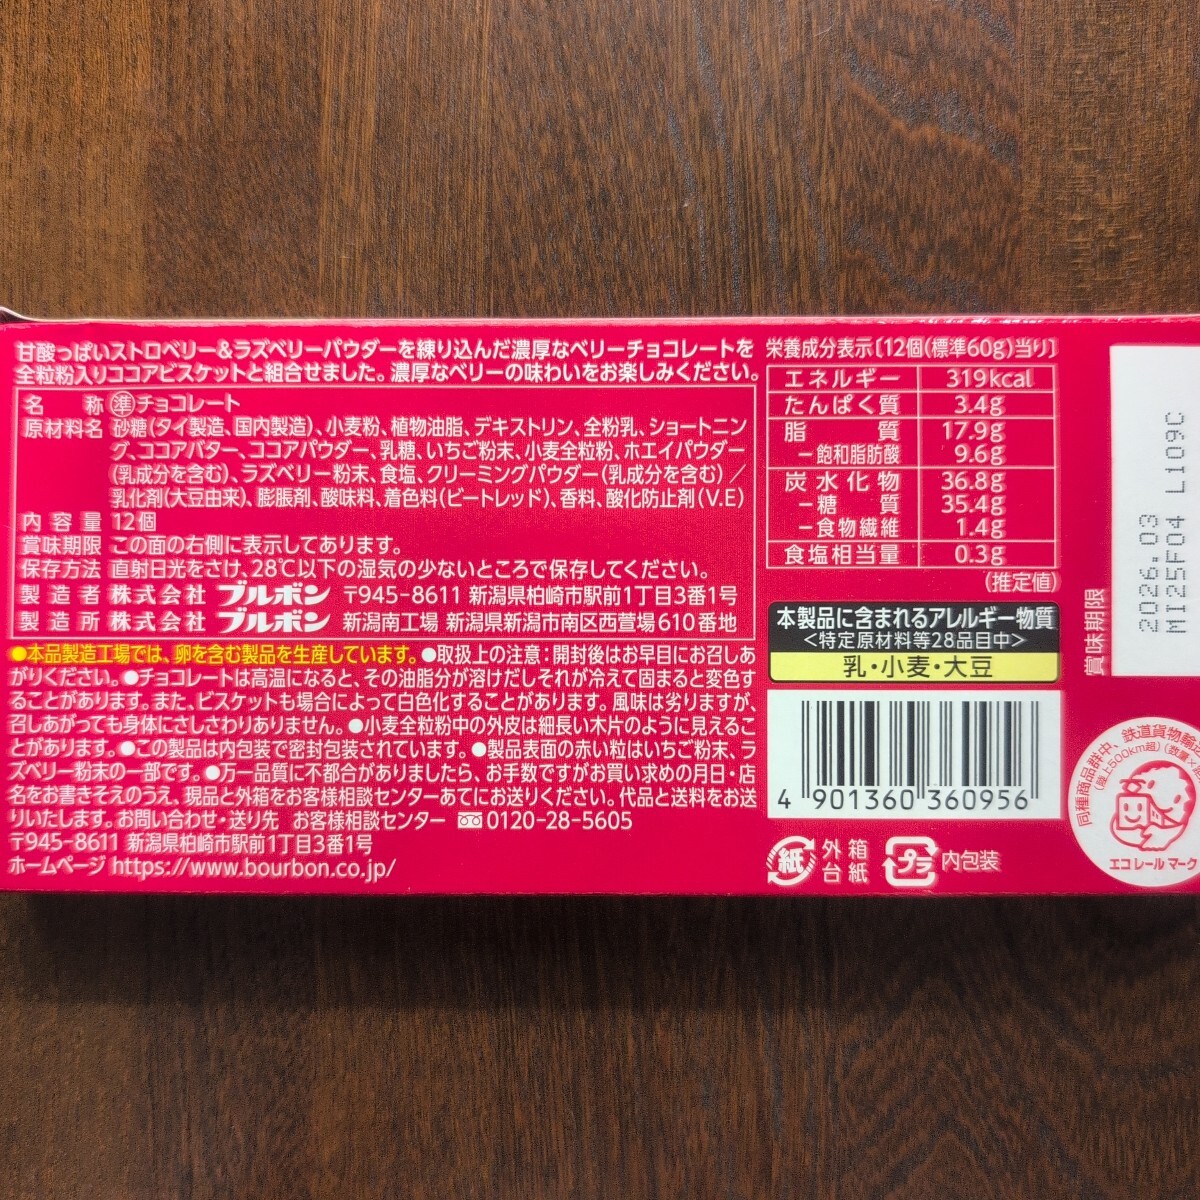 甘酸っぱいストロベリー&ラズベリーパウダーを練り込んだ濃厚なベリーチョコレートを
全粒粉入りココアビスケットと組合せました。濃厚なベリーの味わいをお楽しみください。
名称 準チョコレート
原材料名 砂糖(タイ製造、国内製造)、小麦粉、植物油脂、デキストリン、全粉乳、ショートニン
グ、ココアバター、ココアパウダー、乳糖、いちご粉末、小麦全粒粉、ホエイパウダー
(乳成分を含む)、ラズベリー粉末、食塩、クリーミングパウダー(乳成分を含む)/
乳化剤(大豆由来)、膨脹剤、酸味料、着色料(ビートレッド)、香料、酸化防止剤(V.E)
内容量 12個
賞味期限 この面の右側に表示してあります。
保存方法 直射日光をさけ、28℃以下の湿気の少ないところで保存してください。
製造者 株式会社 ブルボン 〒945-8611 新潟県柏崎市駅前1丁目3番1号
製造所 株式会社 ブルボン 新潟南工場 新潟県新潟市南区西萱場610番地
●本品製造工場では、卵を含む製品を生産しています。●取扱上の注意:開封後はお早目にお召しあ
がりください。●チョコレートは高温になると、その油脂分が溶けだしそれが冷えて固まると変色す
ることがあります。また、ビスケットも場合によって白色化することがあります。風味は劣りますが、
召しあがっても身体にさしさわりありません。●小麦全粒粉中の外皮は細長い木片のように見えるこ
とがあります。●この製品は内包装で密封包装されています。●製品表面の赤い粒はいちご粉末、ラ
ズベリー粉末の一部です。●万一品質に不都合がありましたら、お手数ですがお買い求めの月日・店
名をお書きそえのうえ、現品と外箱をお客様相談センターあてにお送りください。代品と送料をお送
りいたします。お問い合わせ・送り先 お客様相談センター 0120-28-5605
〒945-8611 新潟県柏崎市駅前1丁目3番1号
ホームページ https://www.bourbon.co.jp/
栄養成分表示〔12個(標準60g)当り〕
エネルギー 319kcal
たんぱく質 3.4g
脂質 17.9g
−飽和脂肪酸 9.6g
炭水化物 36.8g
−糖質 35.4g
−食物繊維 1.4g
食塩相当量 0.3g
(推定値)
本製品に含まれるアレルギー物質
<特定原材料等28品目中>
乳・小麦・大豆
4 901360 360956
紙 外箱 台紙
プラ 内包装
賞味期限
2026.03
MI25F04 L109C
同種商品群中、鉄道貨物輸
(陸上500km超)(数量×
エコレールマーク